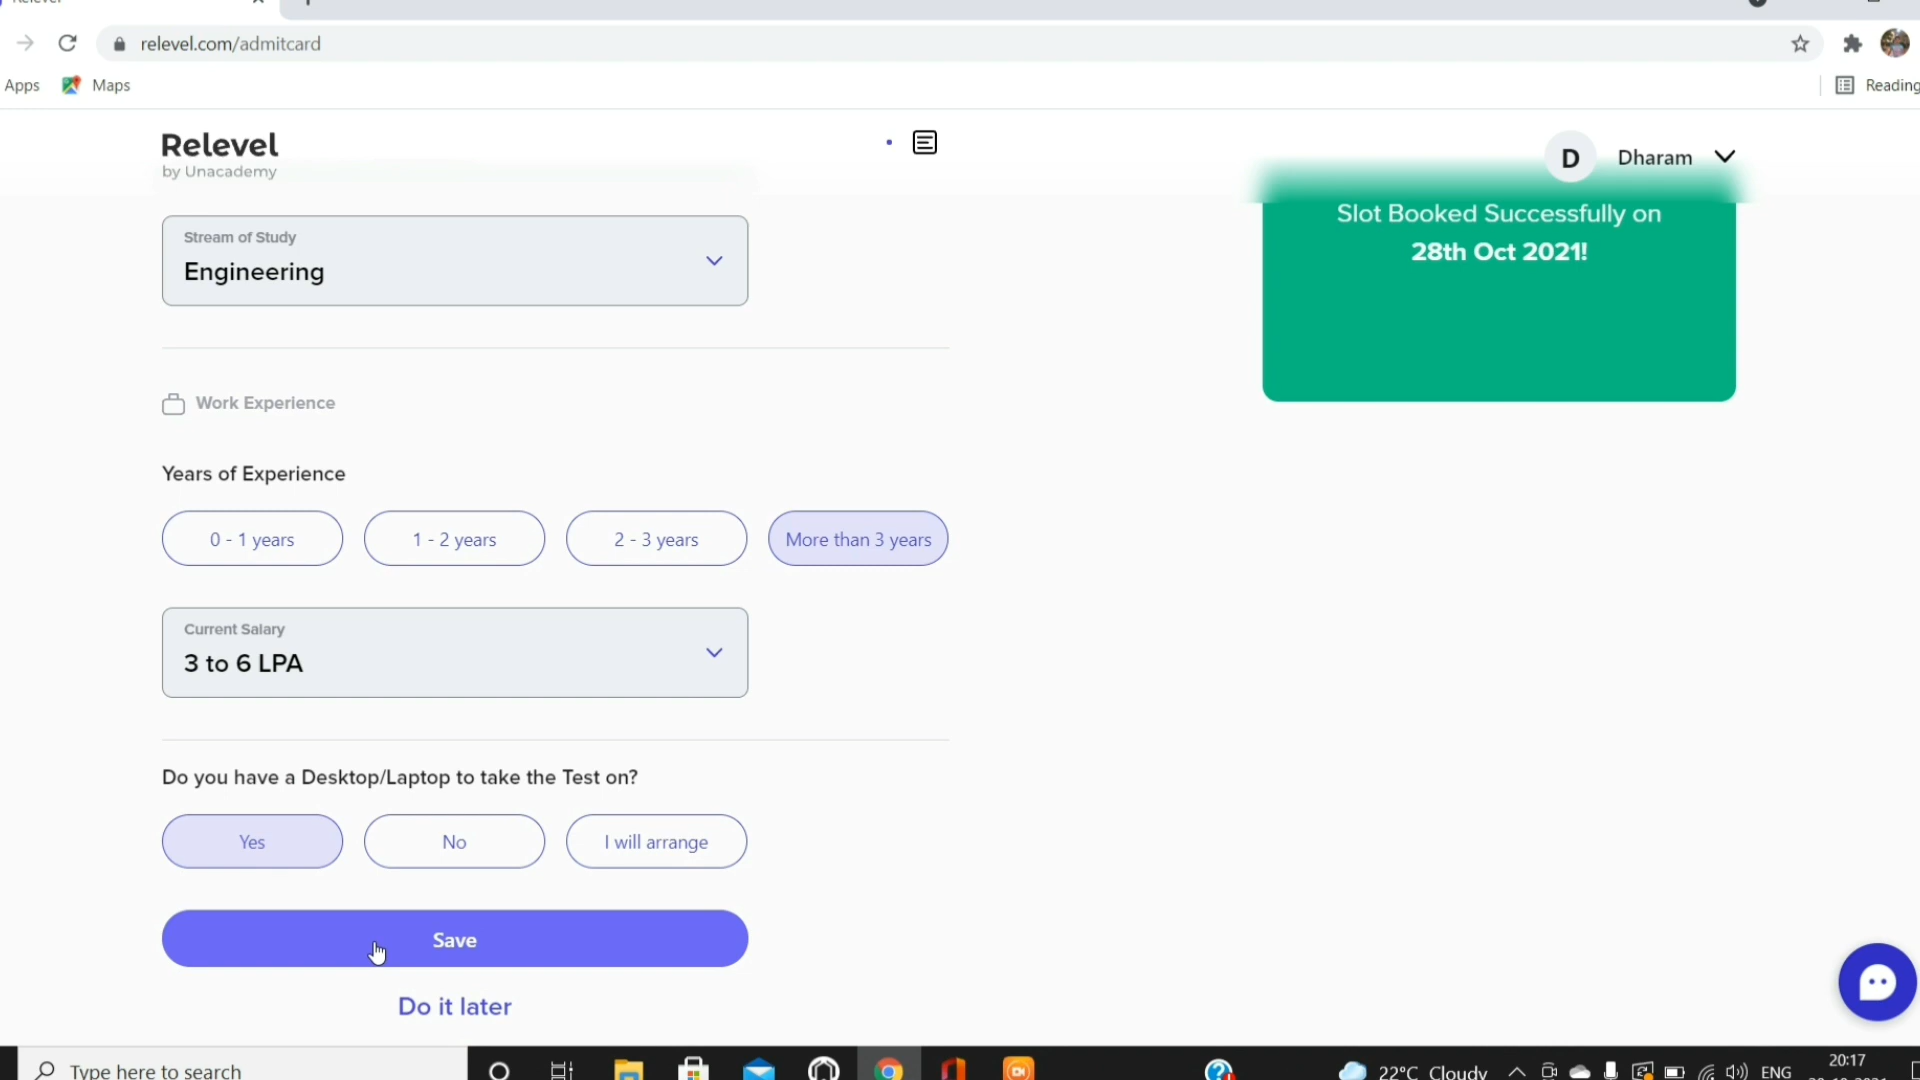 relevel.com/admitcard
Apps
Maps
Reading
Relevel
by Unacademy
D
Dharam
Slot Booked Successfully on
28th Oct 2021!
Stream of Study
Engineering
Work Experience
Years of Experience
0 - 1 years
1 - 2 years
2 - 3 years
More than 3 years
Current Salary
3 to 6 LPA
Do you have a Desktop/Laptop to take the Test on?
Yes
No
I will arrange
Save
Do it later
Type here to search
22°C Cloudy
ENG
20:17